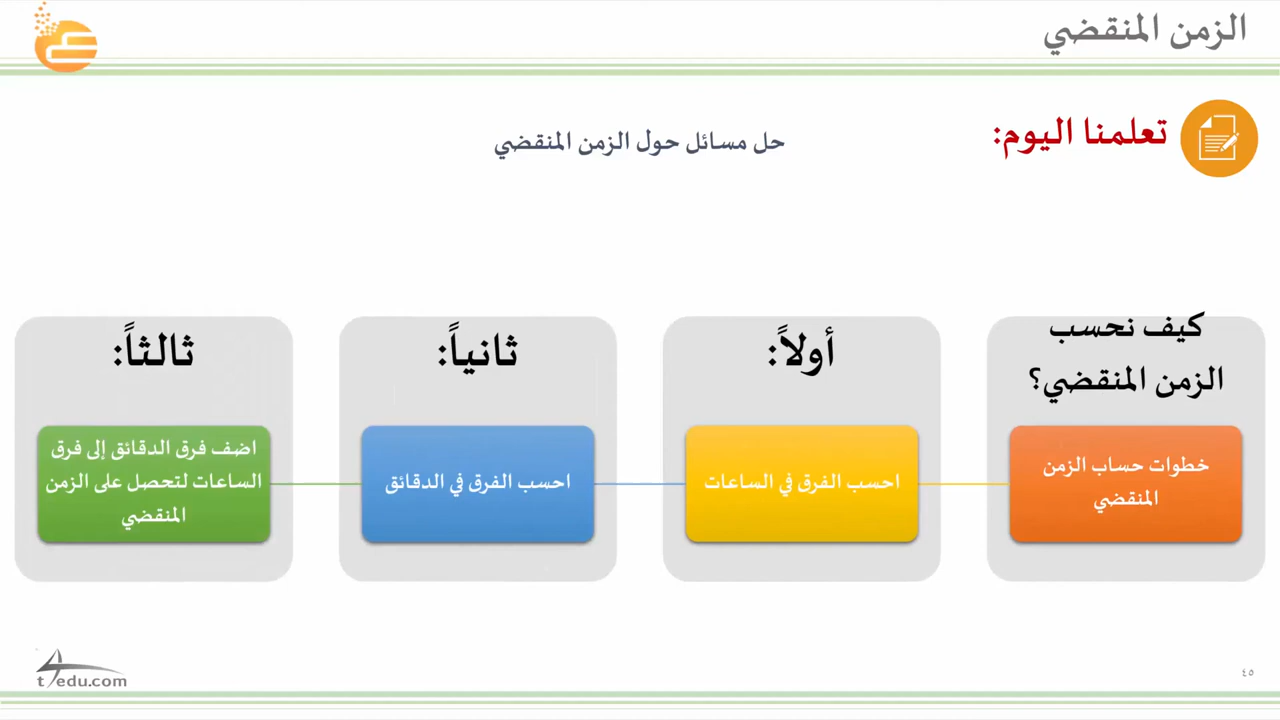 الزمن المنقضي
تعلمنا اليوم:
حل مسائل حول الزمن المنقضي
كيف نحسب
الزمن المنقضي؟
خطوات حساب الزمن
المنقضي
أولاً:
احسب الفرق في الساعات
ثانياً:
احسب الفرق في الدقائق
ثالثاً:
اضف فرق الدقائق إلى فرق
الساعات لتحصل على الزمن
المنقضي
t4edu.com
٤٥